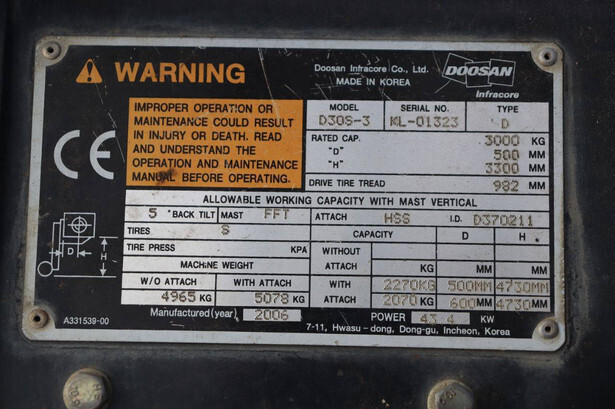 WARNING
Doosan Infracore Co., Ltd.
MADE IN KOREA
DOOSAN
Infracore
IMPROPER OPERATION OR
MAINTENANCE COULD RESULT
IN INJURY OR DEATH. READ
AND UNDERSTAND THE
OPERATION AND MAINTENANCE
MANUAL BEFORE OPERATING.
MODEL SERIAL NO. TYPE
D30S-3 ML-01323 D
RATED CAP. 3000 KG
"D" 500 MM
"H" 3300 MM
DRIVE TIRE TREAD 982 MM
CE
ALLOWABLE WORKING CAPACITY WITH MAST VERTICAL
5 °BACK TILT MAST FFT ATTACH HSS I.D. D370211
TIRES S CAPACITY D H
TIRE PRESS KPA WITHOUT
ATTACH KG MM MM
MACHINE WEIGHT
W/O ATTACH WITH ATTACH WITH 2270KG 500MM 4730MM
4965 KG 5078 KG ATTACH 2070 KG 600MM 4730MM
D H
Manufactured(year) 2006 POWER 43.4 KW
A331539-00 7-11, Hwasu-dong, Dong-gu, Incheon, Korea